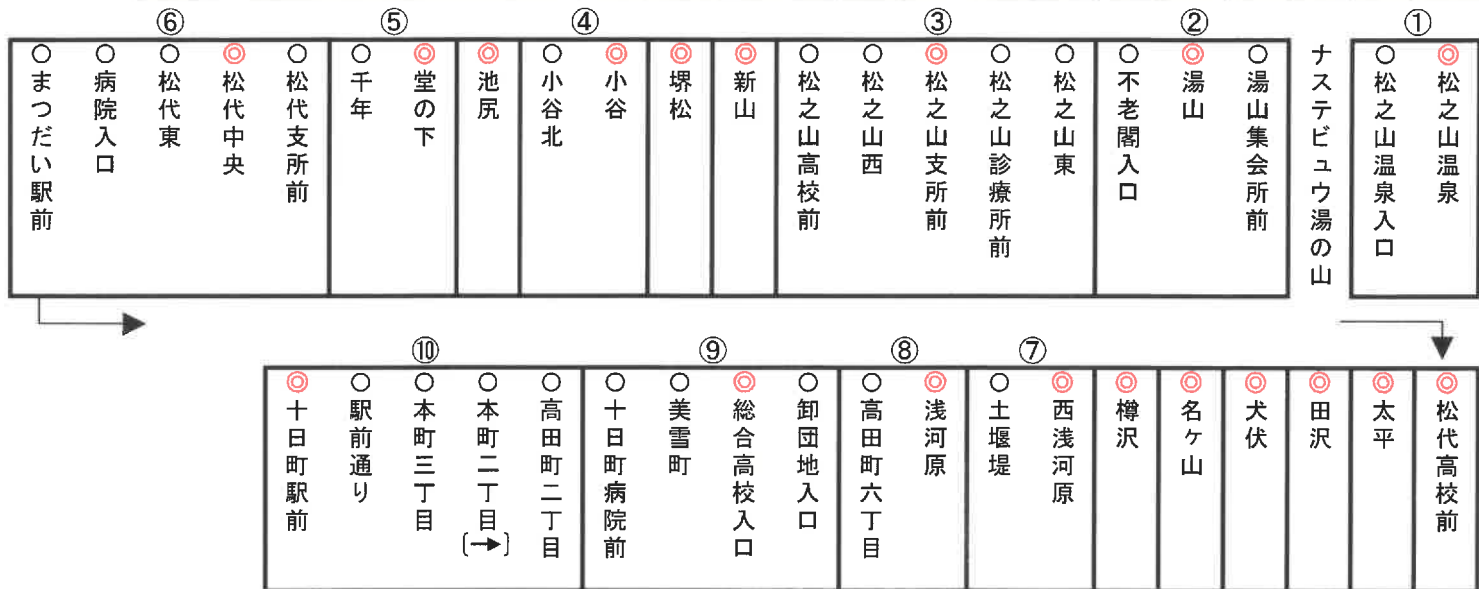 ⑥ ⑤ ④ ③ ② ①
◎松之山温泉
○松之山温泉入口
ナステビュウ湯の山
○湯山集会所前
◎湯山
○不老閣入口
○松之山東
○松之山診療所前
◎松之山支所前
○松之山西
○松之山高校前
◎新山
◎堺松
◎小谷
○小谷北
◎池尻
◎堂の下
○千年
○松代支所前
◎松代中央
○松代東
○病院入口
○まつだい駅前
⑩ ⑨ ⑧ ⑦
◎松代高校前
◎太平
◎田沢
◎犬伏
◎名ヶ山
◎樽沢
◎西浅河原
○土堰堤
◎浅河原
○高田町六丁目
○卸団地入口
◎総合高校入口
○美雪町
○十日町病院前
○高田町二丁目
○本町二丁目〔→〕
○本町三丁目
○駅前通り
◎十日町駅前